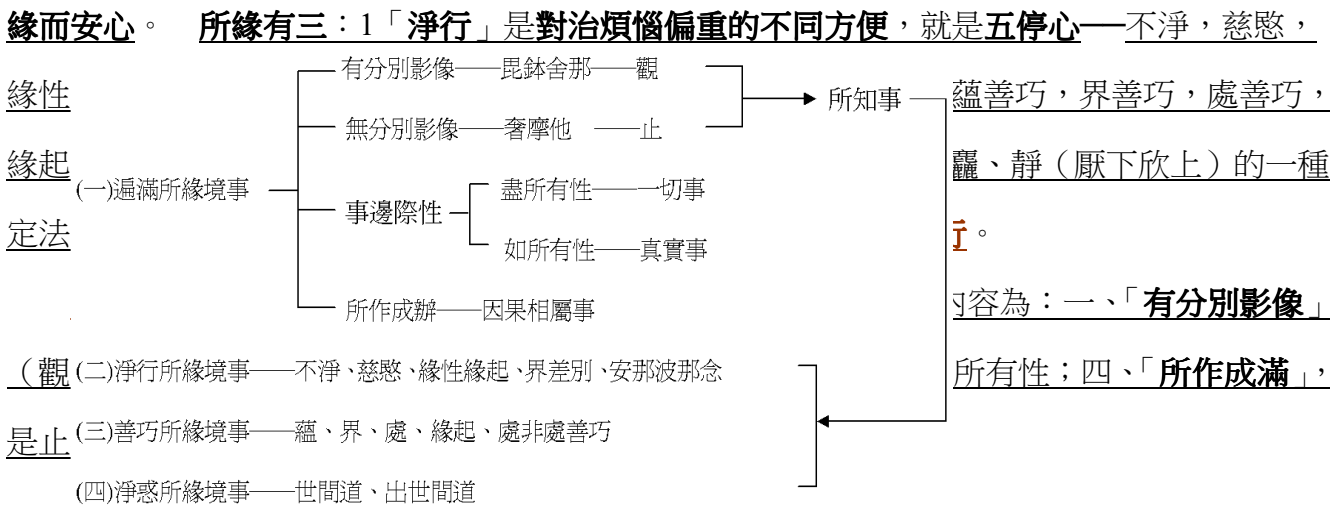 緣而安心。 所緣有三：1「淨行」是對治煩惱偏重的不同方便，就是五停心──不淨，慈愍，
緣性
蘊善巧，界善巧，處善巧，
緣起
麤、靜（厭下欣上）的一種
定法
行。
內容為：一、「有分別影像」
（觀
所有性；四、「所作成滿」，
是止
(一)遍滿所緣境事
有分別影像──毘鉢舍那──觀
無分別影像──奢摩他 ──止
所知事
事邊際性
盡所有性──一切事
如所有性──真實事
所作成辦──因果相屬事
(二)淨行所緣境事──不淨、慈愍、緣性緣起、界差別、安那波那念
(三)善巧所緣境事──蘊、界、處、緣起、處非處善巧
(四)淨惑所緣境事──世間道、出世間道